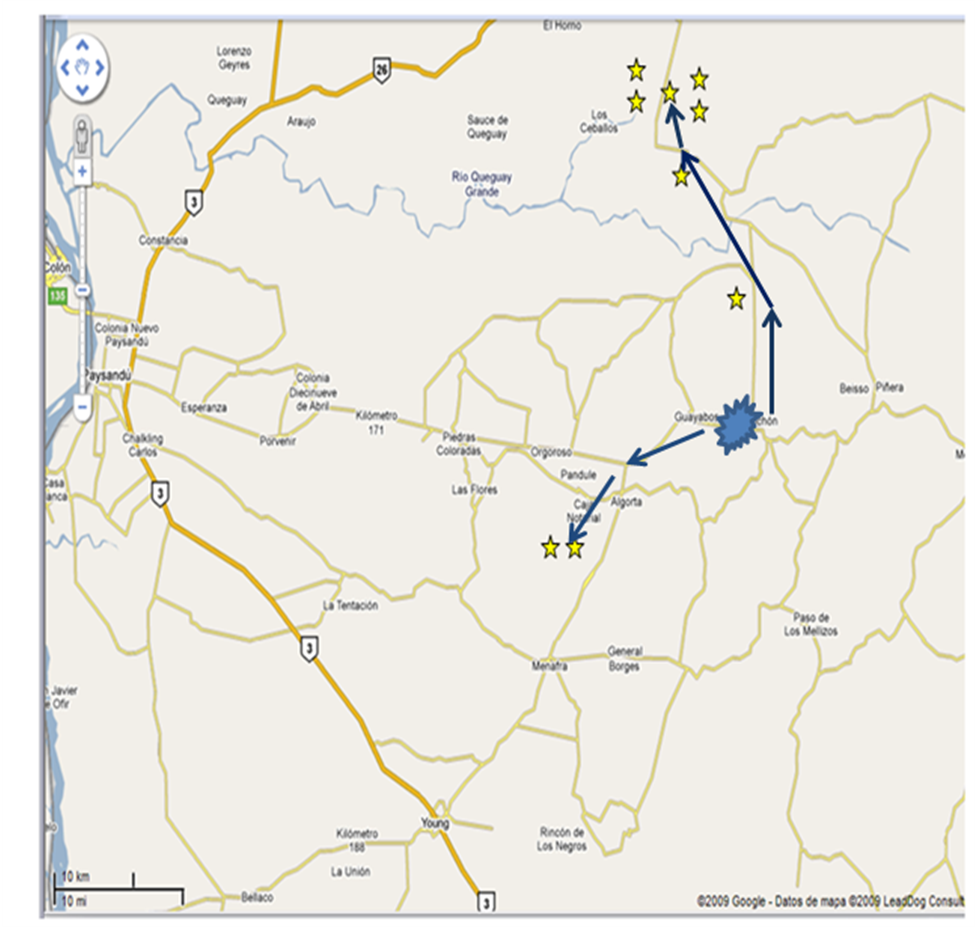 El Horno
Lorenzo
Geyres
26
Queguay
Araujo
Sauce de
Queguay
Los
Ceballos
Río Queguay
Grande
3
Constancia
Colón
135
Colonia Nuevo
Paysandú
Paysandú
Colonia
Diecinueve
de Abril
Esperanza
Kilómetro
171
Porvenir
Beisso
Piñera
Guayabos
chón
Chalkling
Carlos
Piedras
Coloradas
Orgoroso
Pandule
Las Flores
Algorta
Casa
anca
3
La Tentación
Paso de
Los Mellizos
3
General
Borges
Menafra
Javier
Ofir
Young
Kilómetro
188
Rincón de
Los Negros
La Unión
10 km
10 mi
Bellaco
3
©2009 Google - Datos de mapa ©2009 LeadDog Consult